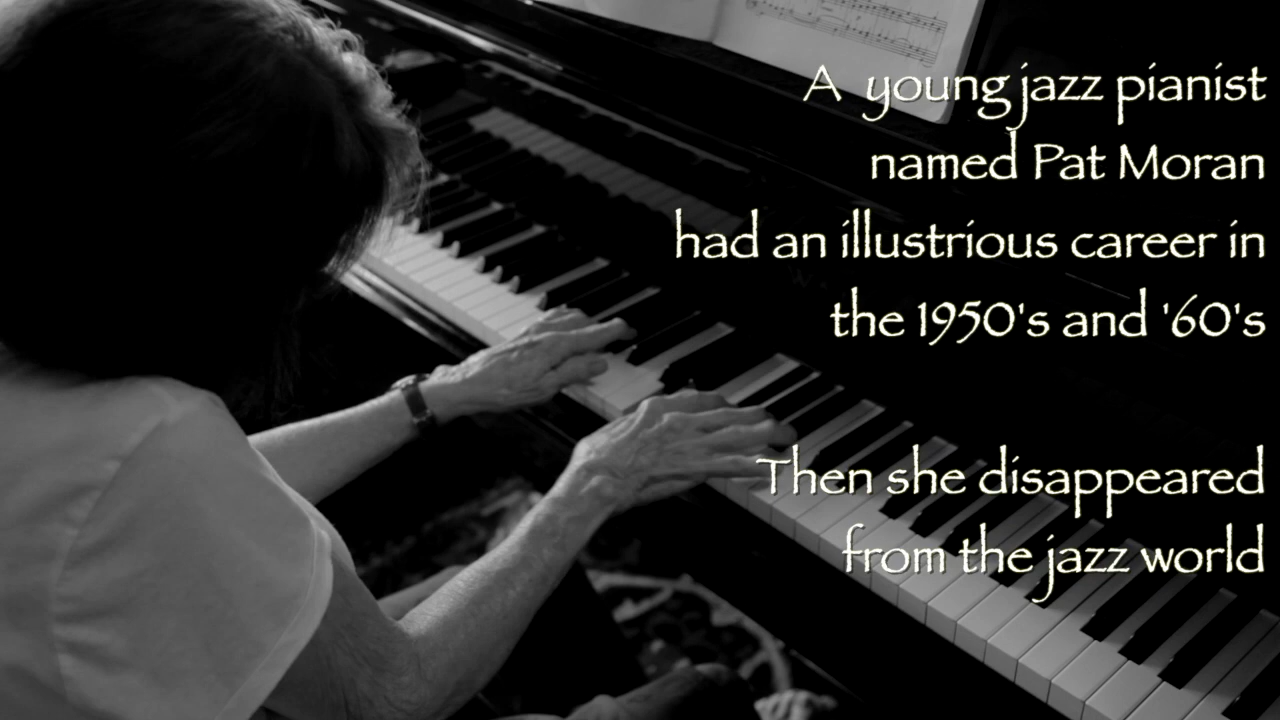 A young jazz pianist
named Pat Moran
had an illustrious career in
the 1950's and '60's
Then she disappeared
from the jazz world